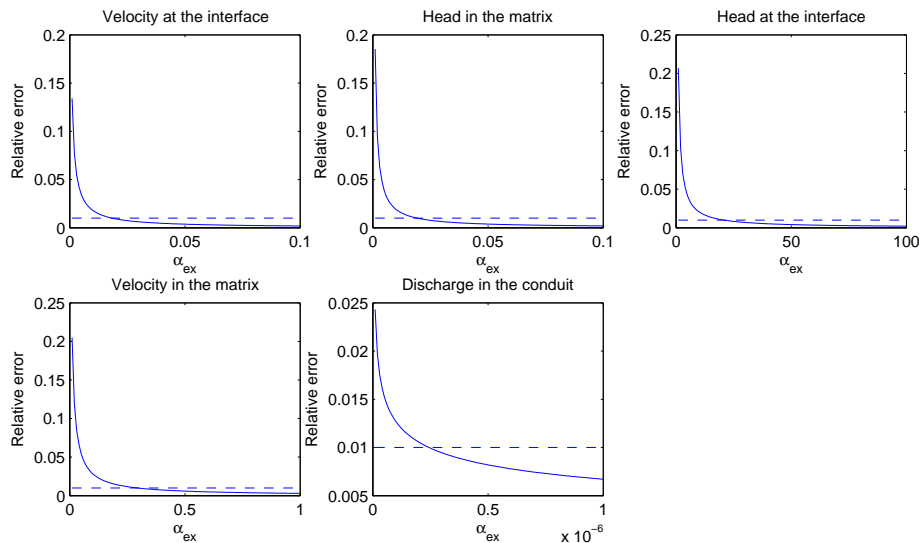 Velocity at the interface
Relative error
0.2
0.15
0.1
0.05
0
0 0.05 0.1
α_ex
Head in the matrix
Relative error
0.2
0.15
0.1
0.05
0
0 0.05 0.1
α_ex
Head at the interface
Relative error
0.25
0.2
0.15
0.1
0.05
0
0 50 100
α_ex
Velocity in the matrix
Relative error
0.25
0.2
0.15
0.1
0.05
0
0 0.5 1
α_ex
Discharge in the conduit
Relative error
0.025
0.02
0.015
0.01
0.005
0 0.5 1
α_ex
x 10⁻⁶